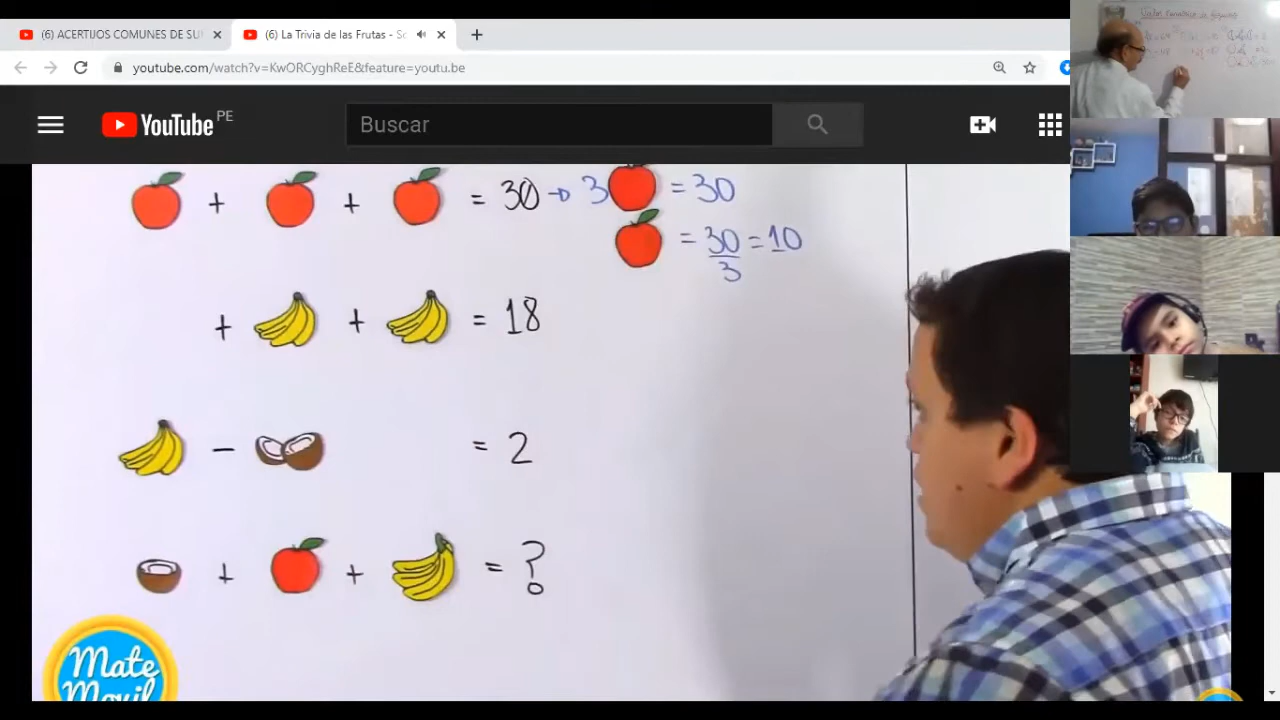 (6) ACERTIJOS COMUNES DE SU
(6) La Trivia de las Frutas - So
youtube.com/watch?v=KwORCyghReE&feature=youtu.be
YouTube PE
Buscar
+ + = 30 → 3 = 30
= 30/3 = 10
+ + = 18
- = 2
+ + = ?
Mate
Movil